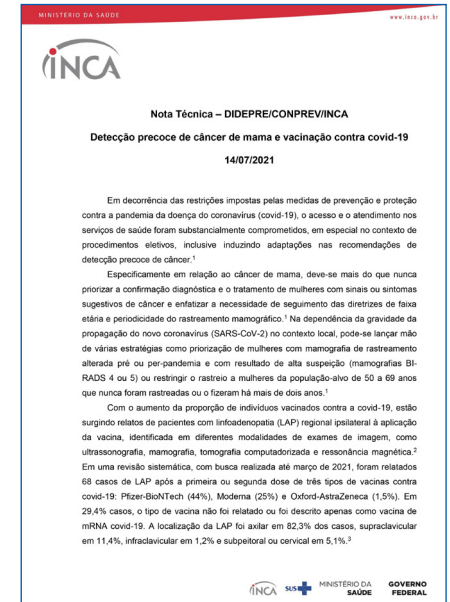 MINISTÉRIO DA SAÚDE
www.inca.gov.br
INCA
Nota Técnica – DIDEPRE/CONPREV/INCA
Detecção precoce de câncer de mama e vacinação contra covid-19
14/07/2021
Em decorrência das restrições impostas pelas medidas de prevenção e proteção
contra a pandemia da doença do coronavírus (covid-19), o acesso e o atendimento nos
serviços de saúde foram substancialmente comprometidos, em especial no contexto de
procedimentos eletivos, inclusive induzindo adaptações nas recomendações de
detecção precoce de câncer.¹
Especificamente em relação ao câncer de mama, deve-se mais do que nunca
priorizar a confirmação diagnóstica e o tratamento de mulheres com sinais ou sintomas
sugestivos de câncer e enfatizar a necessidade de seguimento das diretrizes de faixa
etária e periodicidade do rastreamento mamográfico.¹ Na dependência da gravidade da
propagação do novo coronavírus (SARS-CoV-2) no contexto local, pode-se lançar mão
de várias estratégias como priorização de mulheres com mamografia de rastreamento
alterada pré ou per-pandemia e com resultado de alta suspeição (mamografias BI-
RADS 4 ou 5) ou restringir o rastreio a mulheres da população-alvo de 50 a 69 anos
que nunca foram rastreadas ou o fizeram há mais de dois anos.¹
Com o aumento da proporção de indivíduos vacinados contra a covid-19, estão
surgindo relatos de pacientes com linfoadenopatia (LAP) regional ipsilateral à aplicação
da vacina, identificada em diferentes modalidades de exames de imagem, como
ultrassonografia, mamografia, tomografia computadorizada e ressonância magnética.²
Em uma revisão sistemática, com busca realizada até março de 2021, foram relatados
68 casos de LAP após a primeira ou segunda dose de três tipos de vacinas contra
covid-19: Pfizer-BioNTech (44%), Moderna (25%) e Oxford-AstraZeneca (1,5%). Em
29,4% casos, o tipo de vacina não foi relatado ou foi descrito apenas como vacina de
mRNA covid-19. A localização da LAP foi axilar em 82,3% dos casos, supraclavicular
em 11,4%, infraclavicular em 1,2% e subpeitoral ou cervical em 5,1%.³
INCA SUS MINISTÉRIO DA SAÚDE GOVERNO FEDERAL